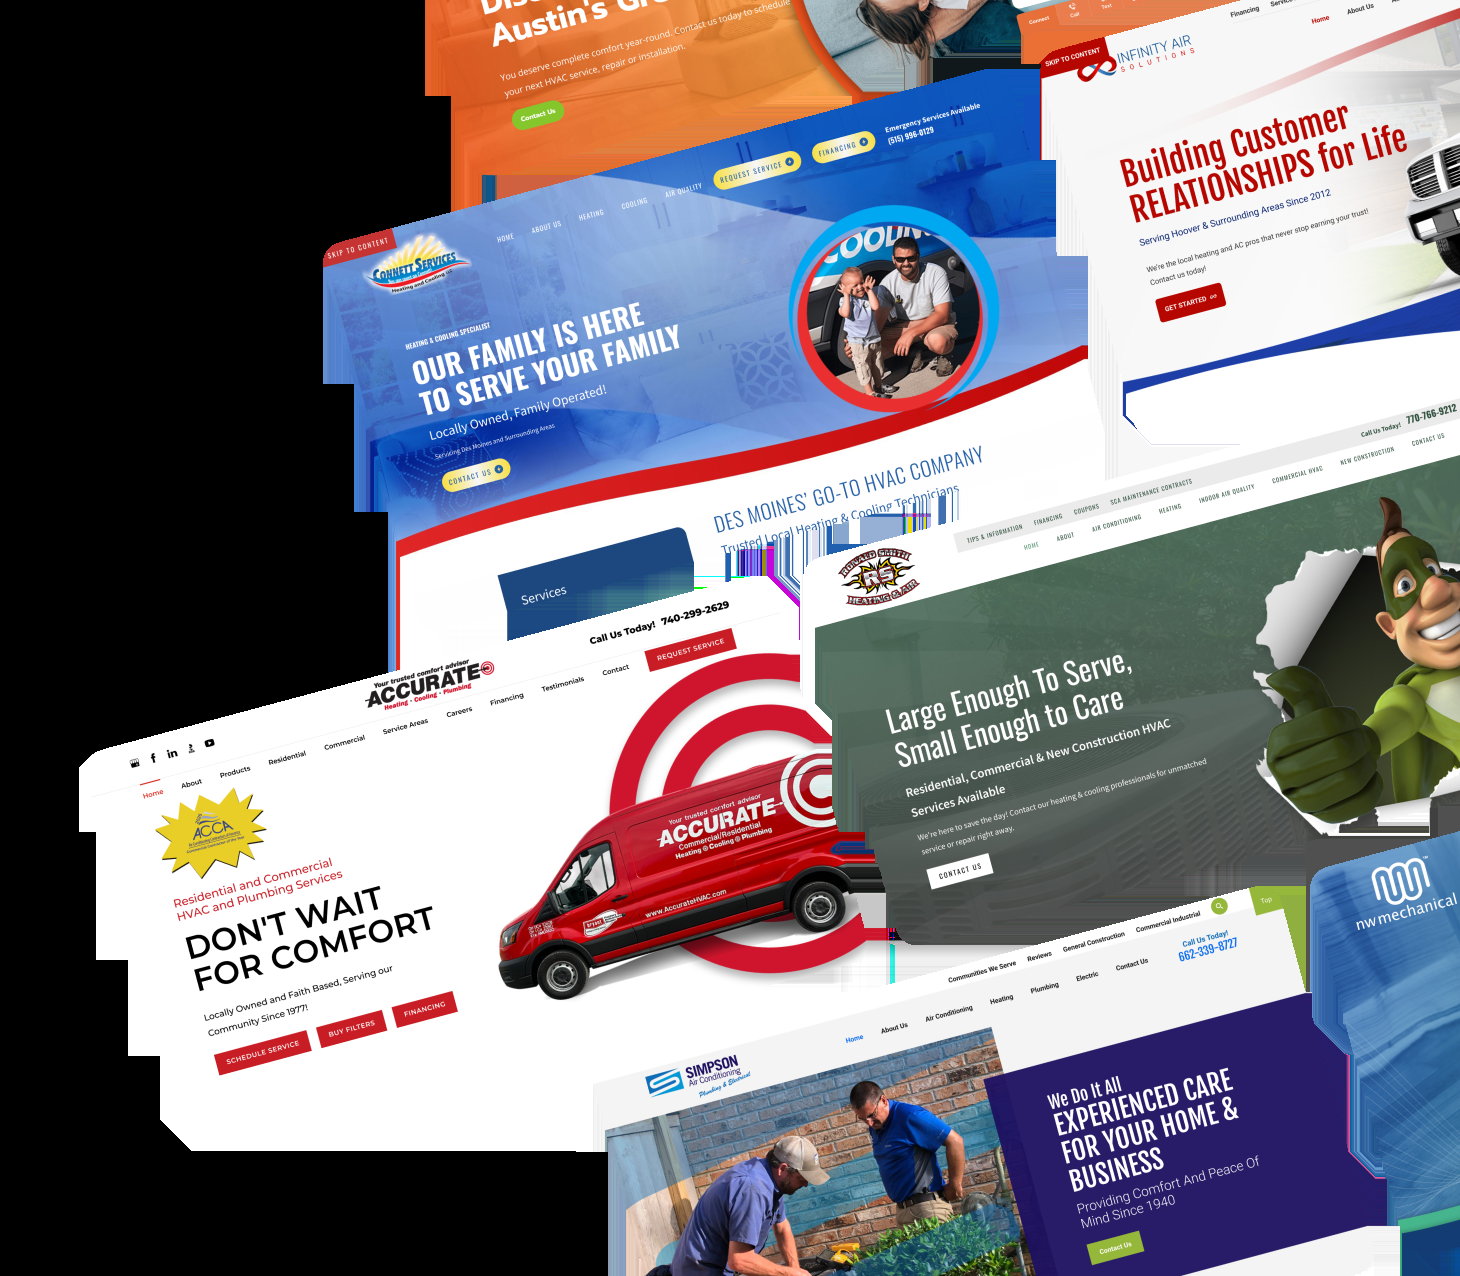 Austin's
You deserve complete comfort year-round. Contact us today to schedule
your next HVAC service, repair or installation.
Contact Us
Connect
Call
Text
SKIP TO CONTENT
INFINITY AIR
SOLUTIONS
Financing
Home
About Us
Building Customer
RELATIONSHIPS for Life
Serving Hoover & Surrounding Areas Since 2012
We're the local heating and AC pros that never stop earning your trust!
Contact us today!
GET STARTED
SKIP TO CONTENT
CONNETT SERVICES
Heating and Cooling LLC
HOME
ABOUT US
HEATING
COOLING
AIR QUALITY
REQUEST SERVICE
FINANCING
Emergency Services Available
(515) 996-0129
HEATING & COOLING SPECIALIST
OUR FAMILY IS HERE
TO SERVE YOUR FAMILY
Locally Owned, Family Operated!
Servicing Des Moines and Surrounding Areas
CONTACT US
COOLING
DES MOINES' GO-TO HVAC COMPANY
Trusted Local Heating & Cooling Technicians
Services
Call Us Today! 770-766-9212
TIPS & INFORMATION
FINANCING
COUPONS
SCA MAINTENANCE CONTRACTS
HOME
ABOUT
AIR CONDITIONING
HEATING
INDOOR AIR QUALITY
COMMERCIAL HVAC
NEW CONSTRUCTION
CONTACT US
RONALD SMITH
RS
HEATING & AIR
Large Enough To Serve,
Small Enough to Care
Residential, Commercial & New Construction HVAC
Services Available
We're here to save the day! Contact our heating & cooling professionals for unmatched
service or repair right away.
CONTACT US
Call Us Today! 740-299-2629
Your trusted comfort advisor
ACCURATE
Heating • Cooling • Plumbing
REQUEST SERVICE
Home
About
Products
Residential
Commercial
Service Areas
Careers
Financing
Testimonials
Contact
ACCA
Residential and Commercial
HVAC and Plumbing Services
DON'T WAIT
FOR COMFORT
Locally Owned and Faith Based, Serving our
Community Since 1977!
SCHEDULE SERVICE
BUY FILTERS
FINANCING
Your trusted comfort advisor
ACCURATE
Commercial/Residential
Heating Cooling Plumbing
www.AccurateHVAC.com
bryant
Top
Communities We Serve
Reviews
General Construction
Commercial Industrial
Call Us Today!
662-339-8727
Home
About Us
Air Conditioning
Heating
Plumbing
Electric
Contact Us
SIMPSON
Air Conditioning
Plumbing & Electrical
We Do It All
EXPERIENCED CARE
FOR YOUR HOME &
BUSINESS
Providing Comfort And Peace Of
Mind Since 1940
Contact Us
nw mechanical